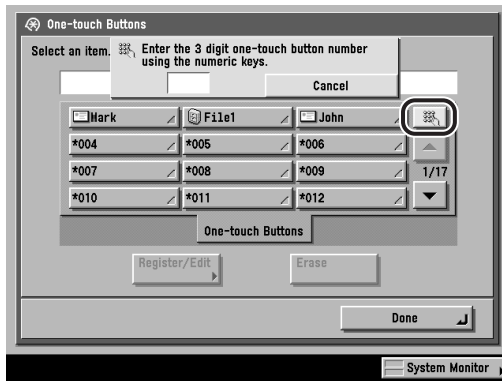 One-touch Buttons
Select an item.
Enter the 3 digit one-touch button number
using the numeric keys.
Cancel
Mark
File1
John
*004
*005
*006
*007
*008
*009
1/17
*010
*011
*012
One-touch Buttons
Register/Edit
Erase
Done
System Monitor